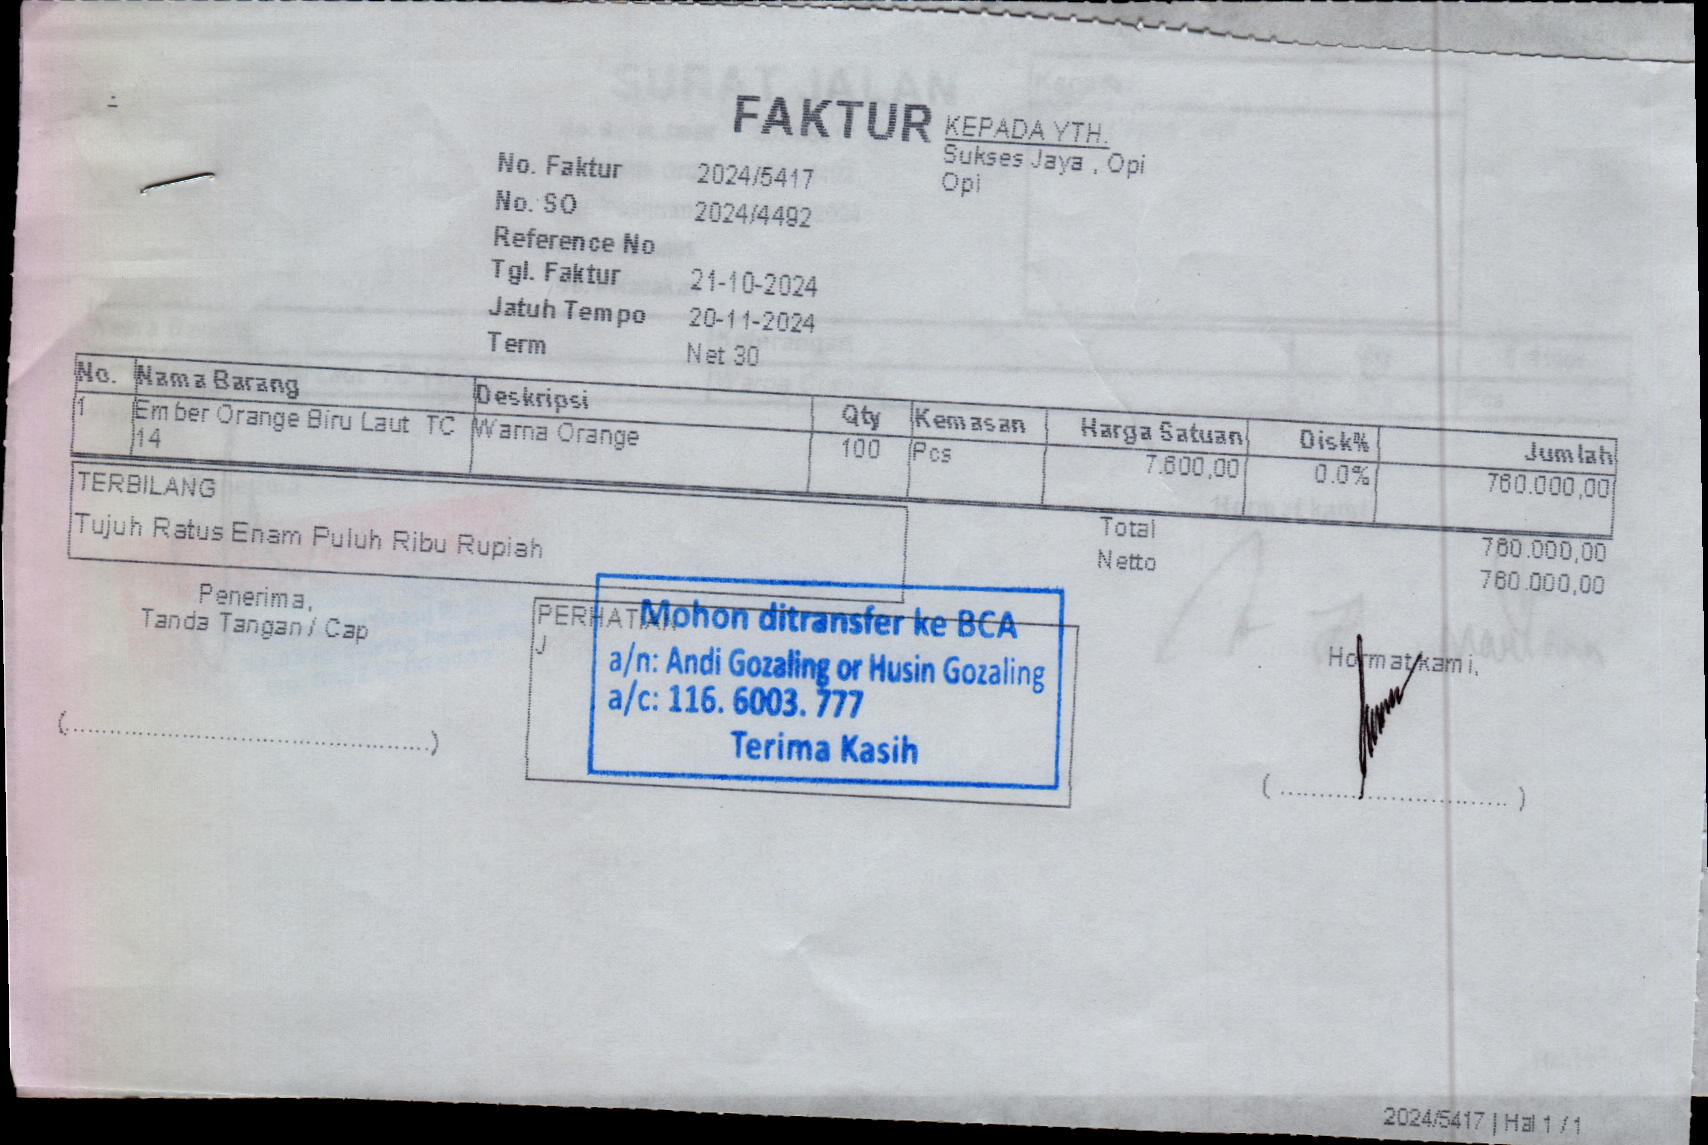 FAKTUR
KEPADA YTH.
Sukses Jaya , Opi
Opi
No. Faktur 2024/5417
No. SO 2024/4492
Reference No
Tgl. Faktur 21-10-2024
Jatuh Tempo 20-11-2024
Term Net 30
No. Nama Barang Deskripsi Qty Kemasan Harga Satuan Disk% Jumlah
1 Ember Orange Biru Laut TC Warna Orange 100 Pcs 7.600,00 0.0% 760.000,00
14
TERBILANG
Tujuh Ratus Enam Puluh Ribu Rupiah
Total 760.000,00
Netto 760.000,00
Penerima,
Tanda Tangan / Cap
PERHATIAN
J
Mohon ditransfer ke BCA
a/n: Andi Gozaling or Husin Gozaling
a/c: 116. 6003. 777
Terima Kasih
Hormat kami,
(................................................)
( .............................. )
2024/5417 | Hal 1 / 1